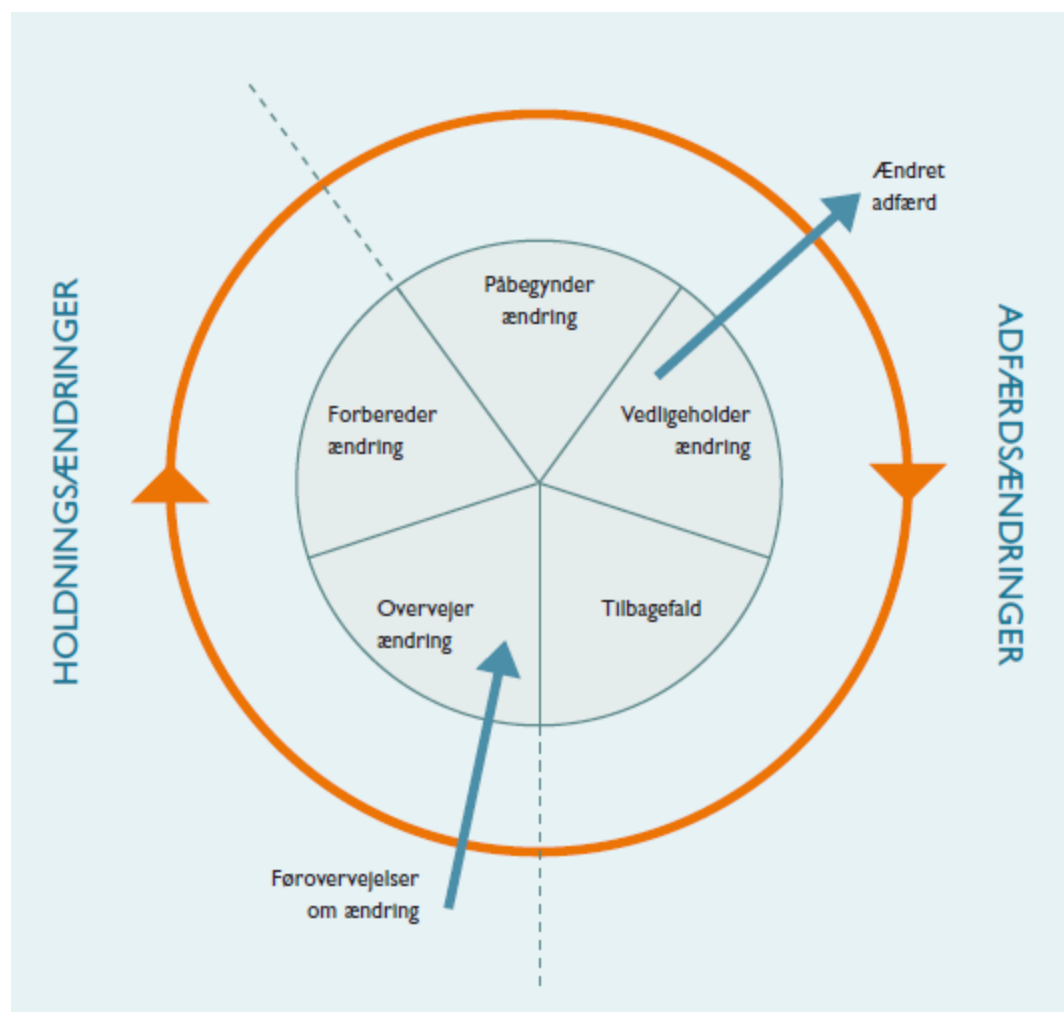 Ændret
adfærd
Påbegynder
ændring
HOLDNINGSÆNDRINGER
ADFÆRDSÆNDRINGER
Forbereder
ændring
Vedligeholder
ændring
Overvejer
ændring
Tilbagefald
Førovervejelser
om ændring